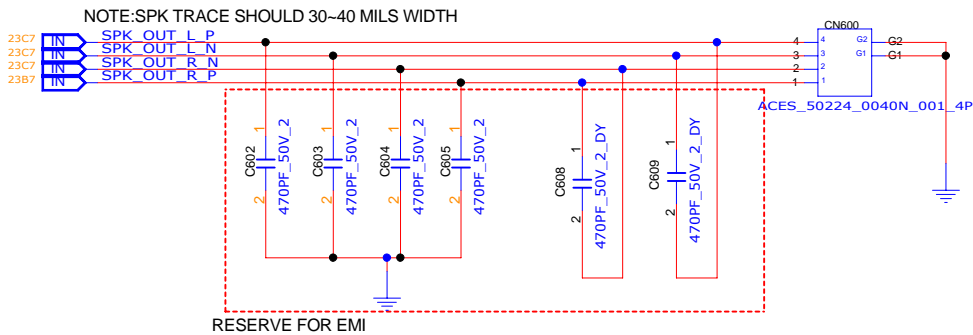 NOTE:SPK TRACE SHOULD 30~40 MILS WIDTH
CN600
23C7 IN SPK_OUT_L_P 4 4 G2 G2
23C7 IN SPK_OUT_L_N 3 3 G1 G1
23C7 IN SPK_OUT_R_N 2 2
23B7 IN SPK_OUT_R_P 1 1
ACES_50224_0040N_001_4P
1 C602 2 470PF_50V_2
1 C603 2 470PF_50V_2
1 C604 2 470PF_50V_2
1 C605 2 470PF_50V_2
1 C608 2 470PF_50V_2_DY
1 C609 2 470PF_50V_2_DY
RESERVE FOR EMI